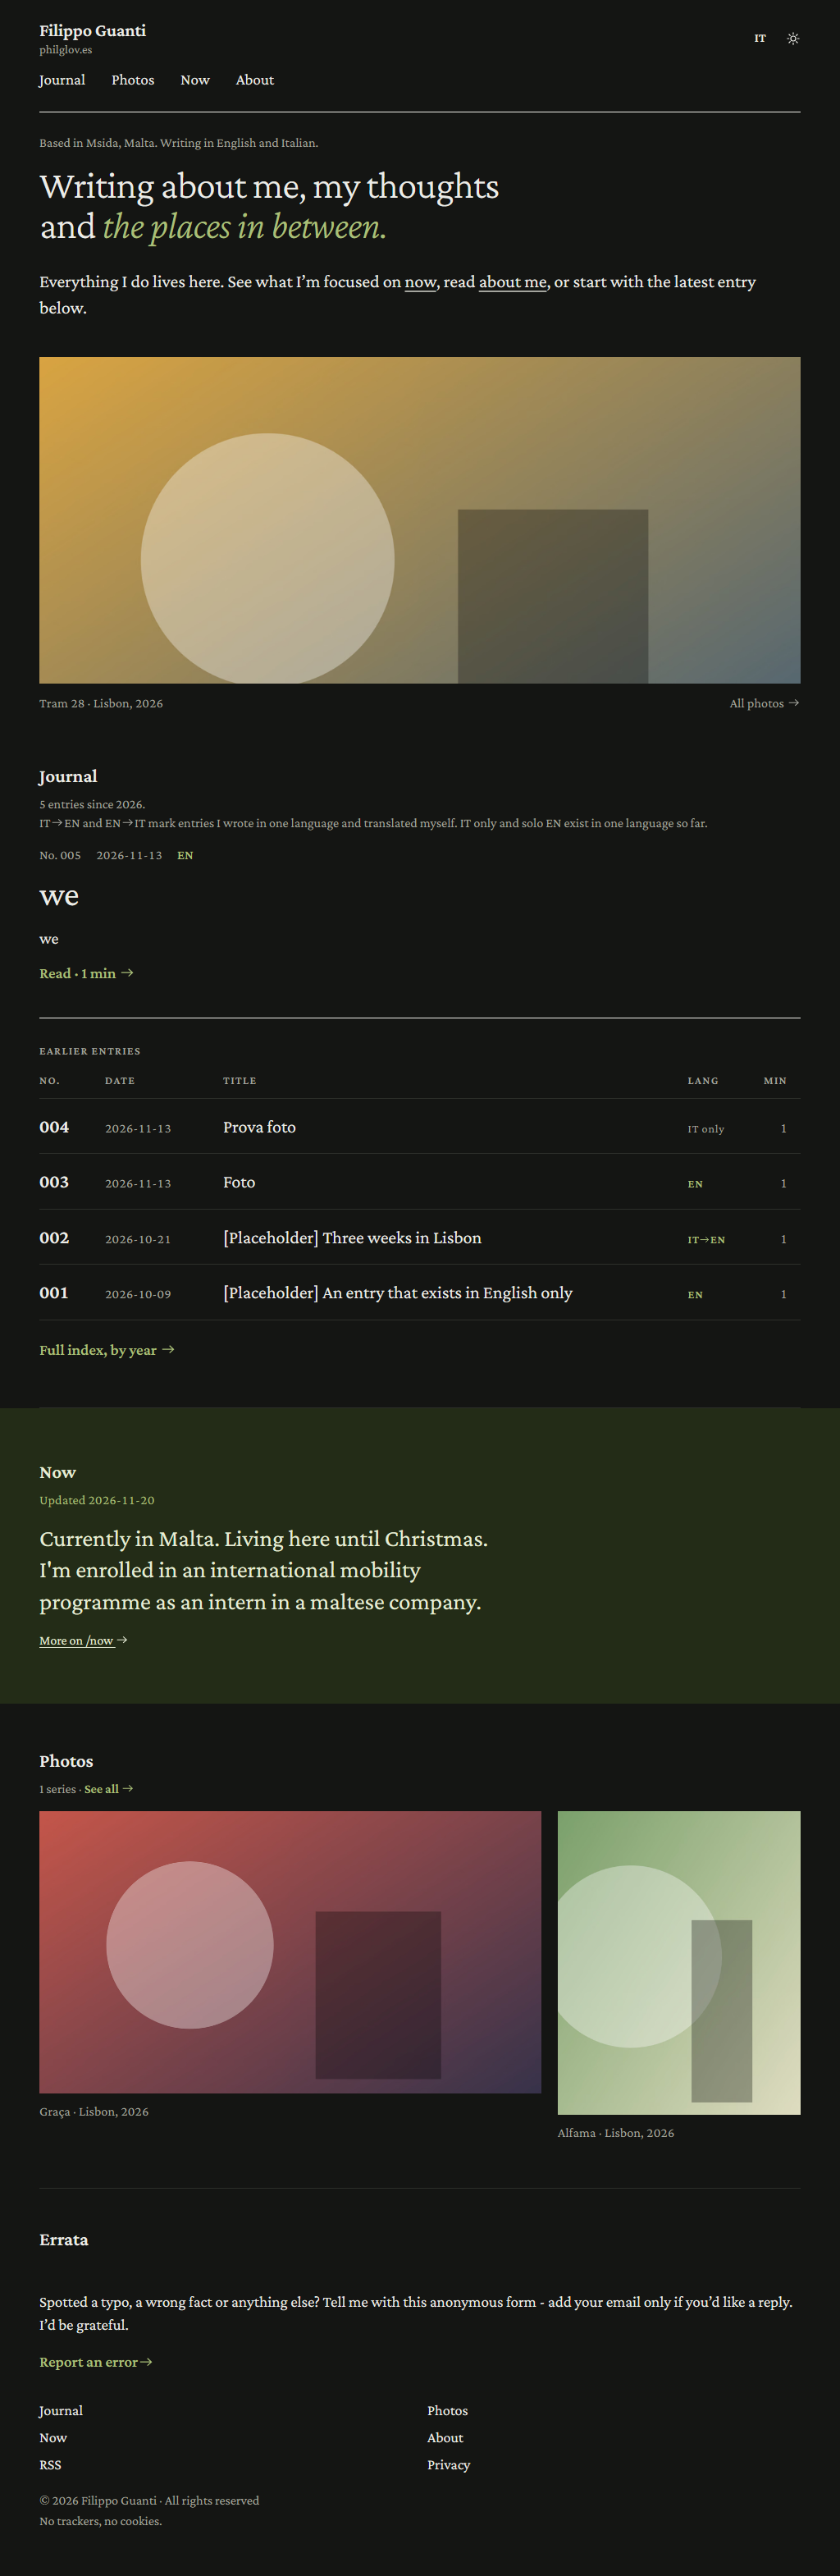 Filippo Guanti
philglov.es
IT
Journal Photos Now About
Based in Msida, Malta. Writing in English and Italian.
Writing about me, my thoughts
and the places in between.
Everything I do lives here. See what I’m focused on now, read about me, or start with the latest entry
below.
Tram 28 · Lisbon, 2026
All photos →
Journal
5 entries since 2026.
IT→EN and EN→IT mark entries I wrote in one language and translated myself. IT only and solo EN exist in one language so far.
No. 005 2026-11-13 EN
we
we
Read · 1 min →
EARLIER ENTRIES
NO. DATE TITLE LANG MIN
004 2026-11-13 Prova foto IT only 1
003 2026-11-13 Foto EN 1
002 2026-10-21 [Placeholder] Three weeks in Lisbon IT→EN 1
001 2026-10-09 [Placeholder] An entry that exists in English only EN 1
Full index, by year →
Now
Updated 2026-11-20
Currently in Malta. Living here until Christmas.
I'm enrolled in an international mobility
programme as an intern in a maltese company.
More on /now →
Photos
1 series · See all →
Graça · Lisbon, 2026
Alfama · Lisbon, 2026
Errata
Spotted a typo, a wrong fact or anything else? Tell me with this anonymous form - add your email only if you’d like a reply.
I’d be grateful.
Report an error→
Journal Photos
Now About
RSS Privacy
© 2026 Filippo Guanti · All rights reserved
No trackers, no cookies.